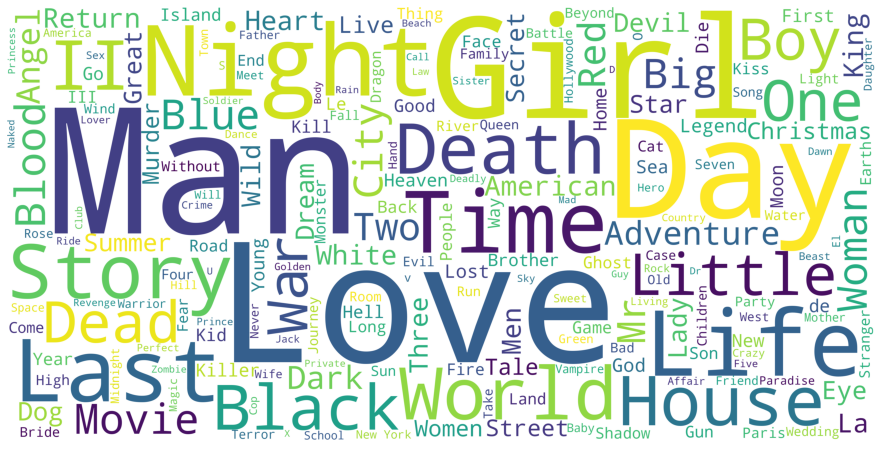 Princess
America
Sex
Town
Island
Father
Beach
Heart
Live
Thing
Face
Battle
Beyond
First
Return
II
Night
Girl
Devil
Boy
King
Daughter
Angel
Go
Great
End
Meet
S
Le
Dragon
Call
Law
Family
Secret
Hollywood
Red
Home
D
Die
Kiss
Light
Song
III
Wind
Soldier
Body
Rain
Fall
Good
Sister
Big
Star
Naked
Lover
Blue
Dance
Kill
City
River
Queen
Legend
Christmas
Blood
Murder
Man
Without
Wild
Will
Crime
Dream
Monster
Heaven
Hand
Death
Deadly
American
Cat
Sea
Seven
Moon
Hero
Dawn
Earth
Day
Rose
Club
Ride
Two
Back
People
Way
Time
Mad
Country
Water
El
Adventure
Woman
Story
Summer
Road
Young
War
Golden
White
Evil
V
Lost
Brother
Sky
Ghost
Guy
Case
Rock
Old
Dr
Little
Beast
Space
Hill
Four
U
Fear
Prince
Love
Room
Run
Sweet
Mr
Living
Children
Party
West
de
Mother
Stranger
Come
Dead
Revenge
Warrior
Never
Jack
Hell
Long
Journey
Three
Men
Game
Green
Lady
Bad
Son
New
Crazy
Five
Life
Year
Kid
High
Last
Midnight
Perfect
Zombie
Killer
Wife
Dark
Private
Sun
Fire
Tale
Vampire
God
Affair
Friend
Paradise
Eye
Dog
Bride
Movie
Magic
Cop
Black
World
Take
Land
House
La
Terror
X
School
New York
Women
Street
Baby
Shadow
Gun
Paris
Wedding